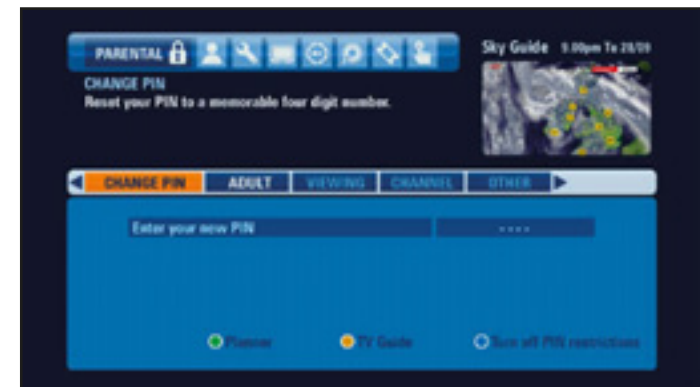 PARENTAL
Sky Guide 9.00pm Tu 28/09
CHANGE PIN
Reset your PIN to a memorable four digit number.
CHANGE PIN ADULT VIEWING CHANNEL OTHER
Enter your new PIN - - - -
Planner TV Guide Turn off PIN restrictions